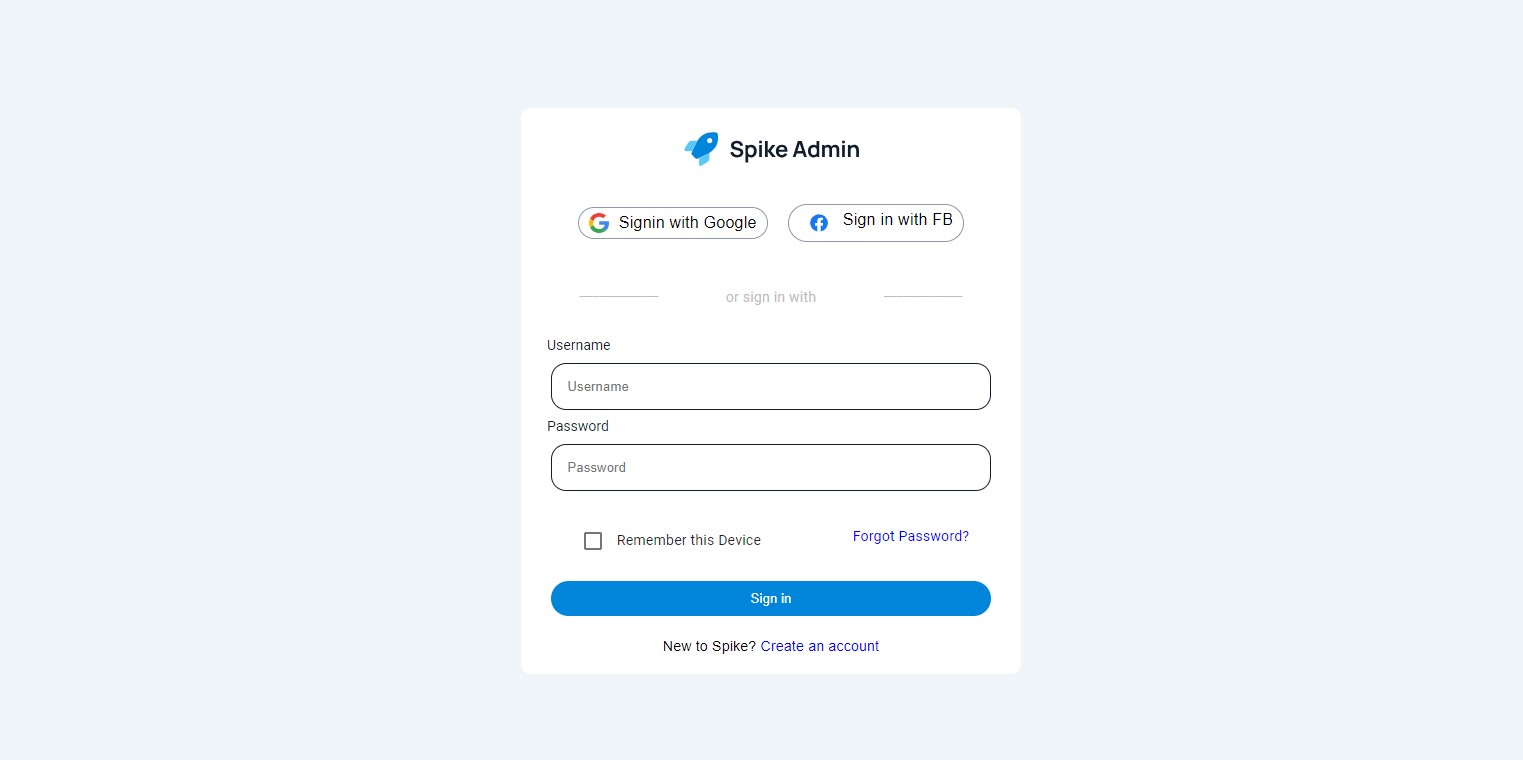 Spike Admin
Signin with Google
Sign in with FB
or sign in with
Username
Username
Password
Password
Remember this Device
Forgot Password?
Sign in
New to Spike? Create an account